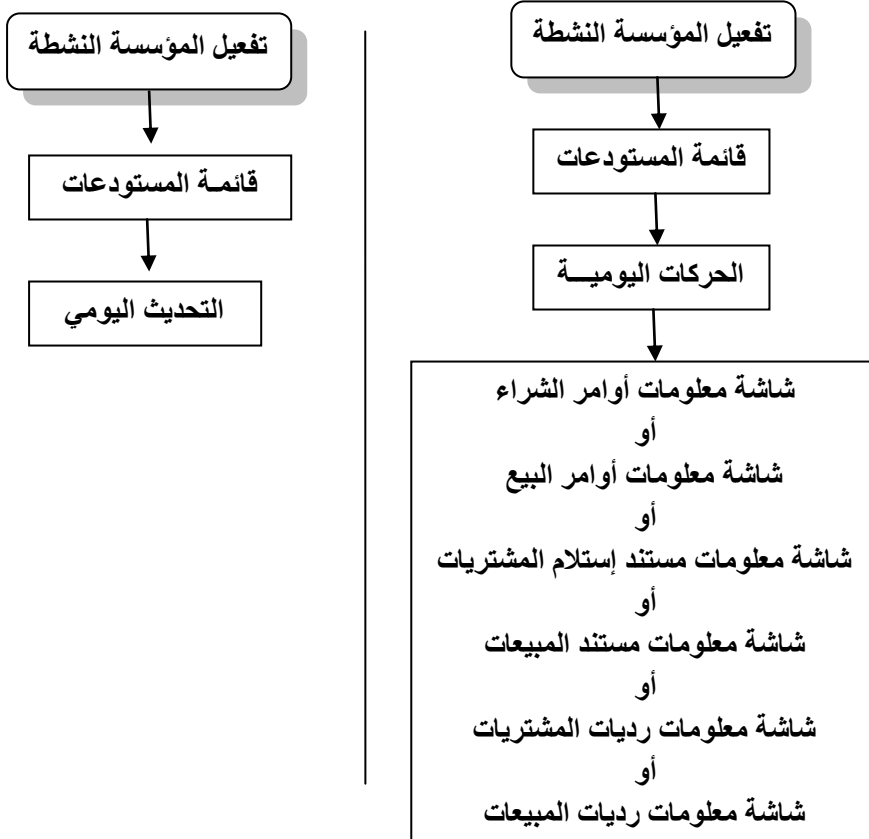 تفعيل المؤسسة النشطة
قائمة المستودعات
الحركات اليوميـــة
شاشة معلومات أوامر الشراء
أو
شاشة معلومات أوامر البيع
أو
شاشة معلومات مستند إستلام المشتريات
أو
شاشة معلومات مستند المبيعات
أو
شاشة معلومات رديات المشتريات
أو
شاشة معلومات رديات المبيعات
تفعيل المؤسسة النشطة
قائمـة المستودعات
التحديث اليومي